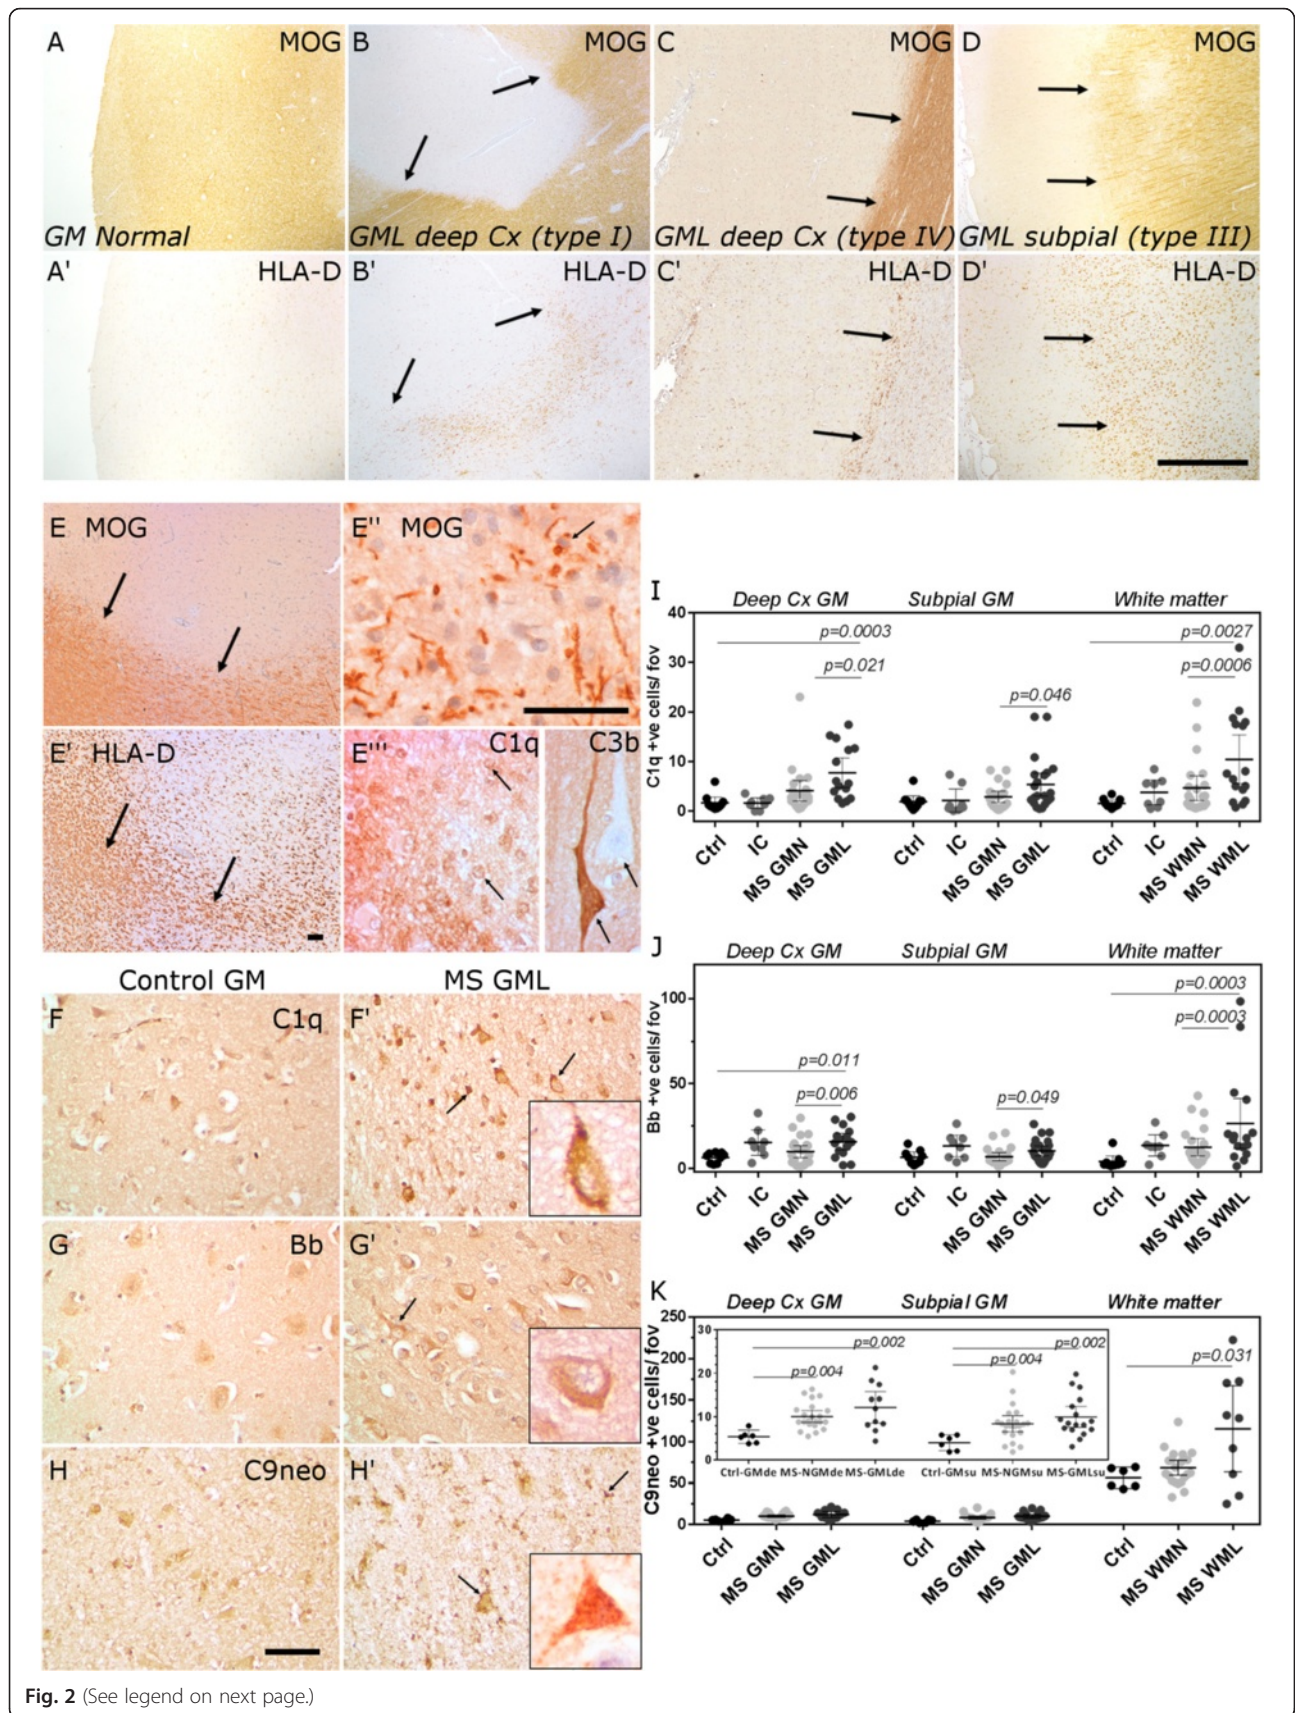 A MOG
B MOG
C MOG
D MOG
GM Normal
GML deep Cx (type I)
GML deep Cx (type IV)
GML subpial (type III)
A' HLA-D
B' HLA-D
C' HLA-D
D' HLA-D
E MOG
E'' MOG
E' HLA-D
E''' C1q
C3b
Control GM
MS GML
F C1q
F'
G Bb
G'
H C9neo
H'
I
Deep Cx GM
Subpial GM
White matter
C1q +ve cells/ fov
40
30
20
10
0
p=0.0003
p=0.021
p=0.046
p=0.0027
p=0.0006
Ctrl
IC
MS GMN
MS GML
Ctrl
IC
MS GMN
MS GML
Ctrl
IC
MS WMN
MS WML
J
Deep Cx GM
Subpial GM
White matter
Bb +ve cells/ fov
100
50
0
p=0.011
p=0.006
p=0.049
p=0.0003
p=0.0003
Ctrl
IC
MS GMN
MS GML
Ctrl
IC
MS GMN
MS GML
Ctrl
IC
MS WMN
MS WML
K
Deep Cx GM
Subpial GM
White matter
C9neo +ve cells/ fov
250
200
150
100
50
0
30
20
10
0
p=0.004
p=0.002
p=0.004
p=0.002
p=0.031
Ctrl-GMde
MS-NGMde
MS-GMLde
Ctrl-GMsu
MS-NGMsu
MS-GMLsu
Ctrl
MS GMN
MS GML
Ctrl
MS GMN
MS GML
Ctrl
MS WMN
MS WML
Fig. 2 (See legend on next page.)